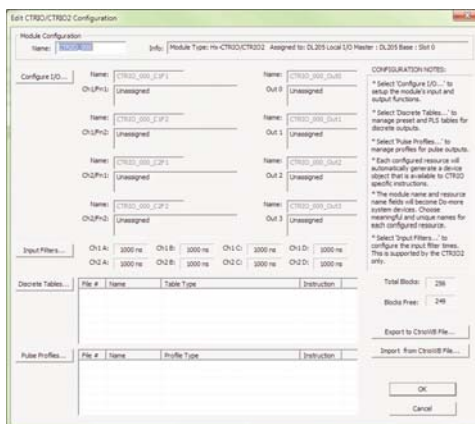 Edit CTRIO/CTRIO2 Configuration
Module Configuration
Name: CTRIO_000
Info: Module Type: Hx-CTRIO/CTRIO2 Assigned to: DL205 Local I/O Master : DL205 Base : Slot 0
Configure I/O...
Name: CTRIO_000_C1F1
Ch1/Fn1: Unassigned
Name: CTRIO_000_Out0
Out 0 Unassigned
Name: CTRIO_000_C1F2
Ch1/Fn2: Unassigned
Name: CTRIO_000_Out1
Out 1 Unassigned
Name: CTRIO_000_C2F1
Ch2/Fn1: Unassigned
Name: CTRIO_000_Out2
Out 2 Unassigned
Name: CTRIO_000_C2F2
Ch2/Fn2: Unassigned
Name: CTRIO_000_Out3
Out 3 Unassigned
CONFIGURATION NOTES:
* Select 'Configure I/O...' to
setup the module's input and
output functions.
* Select 'Discrete Tables...' to
manage preset and PLS tables for
discrete outputs.
* Select 'Pulse Profiles...' to
manage profiles for pulse outputs.
* Each configured resource will
automatically generate a device
object that is available to CTRIO
specific instructions.
* The module name and resource
name fields will become Do-more
system devices. Choose
meaningful and unique names for
each configured resource.
* Select 'Input Filters...' to
configure the input filter times.
This is supported by the CTRIO2
only.
Input Filters...
Ch1 A: 1000 ns Ch1 B: 1000 ns Ch1 C: 1000 ns Ch1 D: 1000 ns
Ch2 A: 1000 ns Ch2 B: 1000 ns Ch2 C: 1000 ns Ch2 D: 1000 ns
Discrete Tables...
File # Name Table Type Instruction
Total Blocks: 256
Blocks Free: 249
Export to CtrioWB File...
Pulse Profiles...
File # Name Profile Type Instruction
Import from CtrioWB File...
OK
Cancel